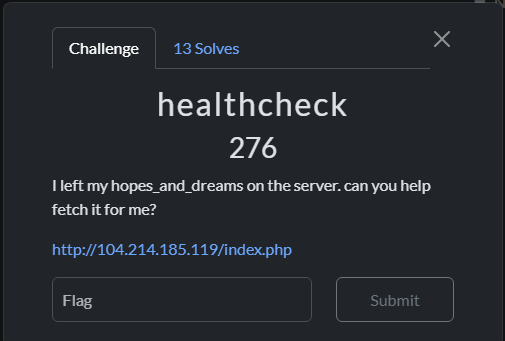 Challenge
13 Solves
healthcheck
276
I left my hopes_and_dreams on the server. can you help
fetch it for me?
http://104.214.185.119/index.php
Flag
Submit